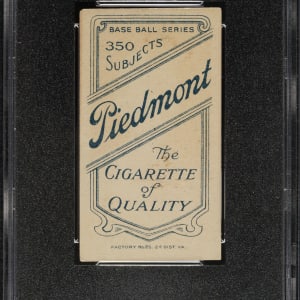 BASE BALL SERIES
350
SUBJECTS
Piedmont
The
CIGARETTE
of
QUALITY
FACTORY No 25, 2ND DIST. VA.